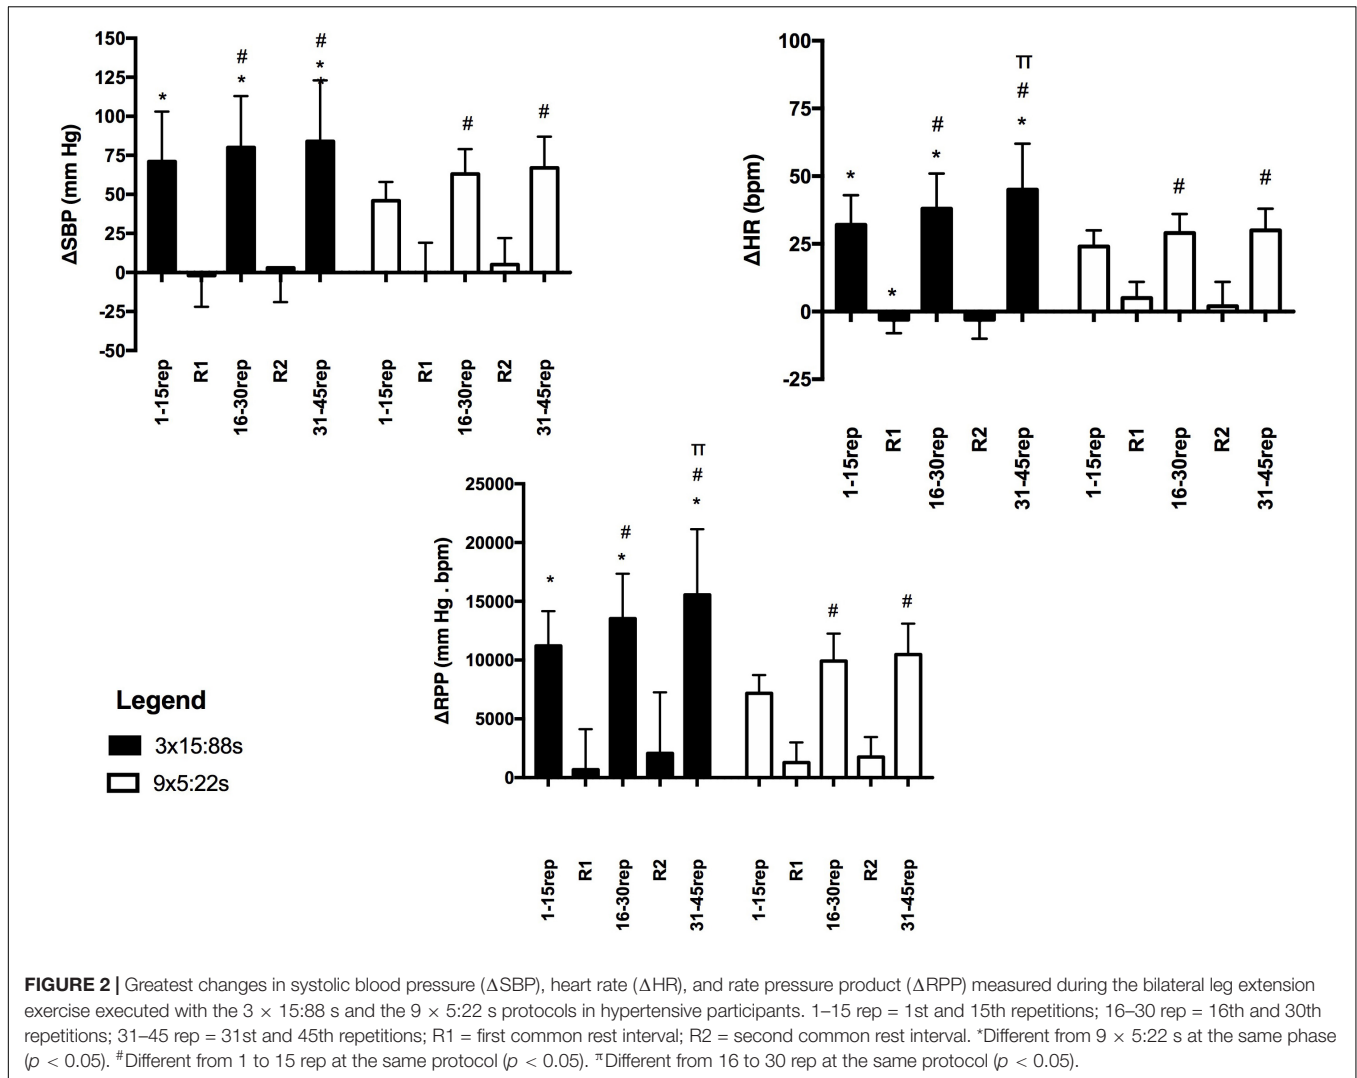 150
125
100
75
50
25
0
-25
-50
ΔSBP (mm Hg)
*
#
*
#
*
#
#
1-15rep
R1
16-30rep
R2
31-45rep
1-15rep
R1
16-30rep
R2
31-45rep
100
75
50
25
0
-25
ΔHR (bpm)
*
*
#
*
π
#
*
#
#
1-15rep
R1
16-30rep
R2
31-45rep
1-15rep
R1
16-30rep
R2
31-45rep
25000
20000
15000
10000
5000
0
ΔRPP (mm Hg . bpm)
*
#
*
π
#
*
#
#
1-15rep
R1
16-30rep
R2
31-45rep
1-15rep
R1
16-30rep
R2
31-45rep
Legend
3x15:88s
9x5:22s
FIGURE 2 | Greatest changes in systolic blood pressure (ΔSBP), heart rate (ΔHR), and rate pressure product (ΔRPP) measured during the bilateral leg extension
exercise executed with the 3 × 15:88 s and the 9 × 5:22 s protocols in hypertensive participants. 1–15 rep = 1st and 15th repetitions; 16–30 rep = 16th and 30th
repetitions; 31–45 rep = 31st and 45th repetitions; R1 = first common rest interval; R2 = second common rest interval. *Different from 9 × 5:22 s at the same phase
(p < 0.05). #Different from 1 to 15 rep at the same protocol (p < 0.05). πDifferent from 16 to 30 rep at the same protocol (p < 0.05).